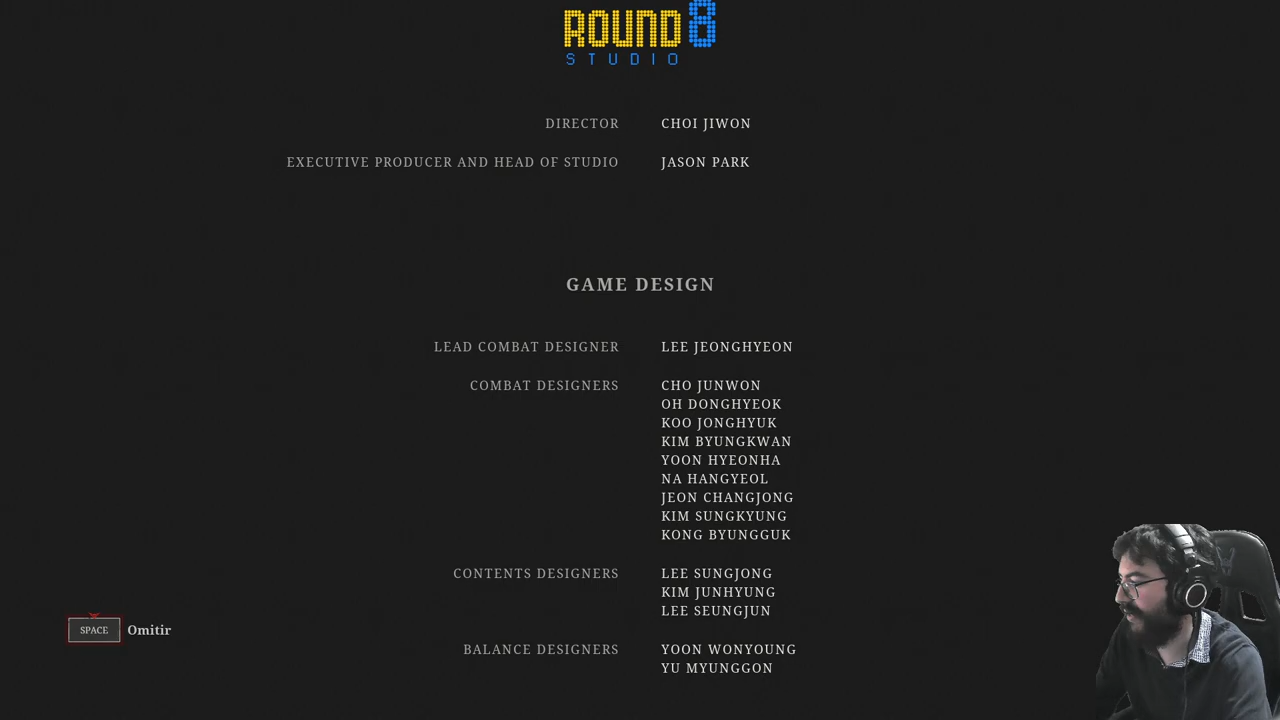 ROUND8
STUDIO
DIRECTOR CHOI JIWON
EXECUTIVE PRODUCER AND HEAD OF STUDIO JASON PARK
GAME DESIGN
LEAD COMBAT DESIGNER LEE JEONGHYEON
COMBAT DESIGNERS CHO JUNWON
OH DONGHYEOK
KOO JONGHYUK
KIM BYUNGKWAN
YOON HYEONHA
NA HANGYEOL
JEON CHANGJONG
KIM SUNGKYUNG
KONG BYUNGGUK
CONTENTS DESIGNERS LEE SUNGJONG
KIM JUNHYUNG
LEE SEUNGJUN
SPACE Omitir
BALANCE DESIGNERS YOON WONYOUNG
YU MYUNGGON